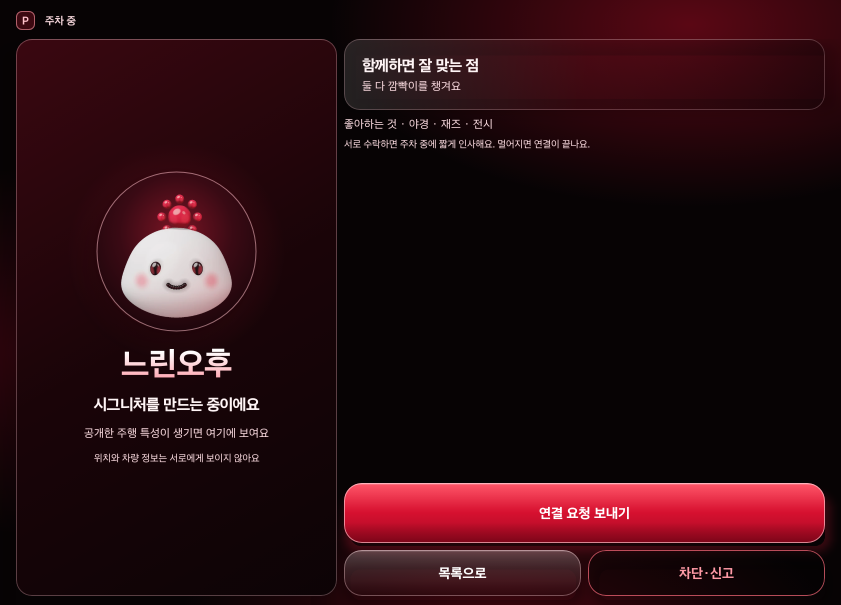 P 주차 중
느린오후
시그니처를 만드는 중이에요
공개한 주행 특성이 생기면 여기에 보여요
위치와 차량 정보는 서로에게 보이지 않아요
함께하면 잘 맞는 점
둘 다 깜빡이를 챙겨요
좋아하는 것 · 야경 · 재즈 · 전시
서로 수락하면 주차 중에 짧게 인사해요. 멀어지면 연결이 끝나요.
연결 요청 보내기
목록으로
차단·신고